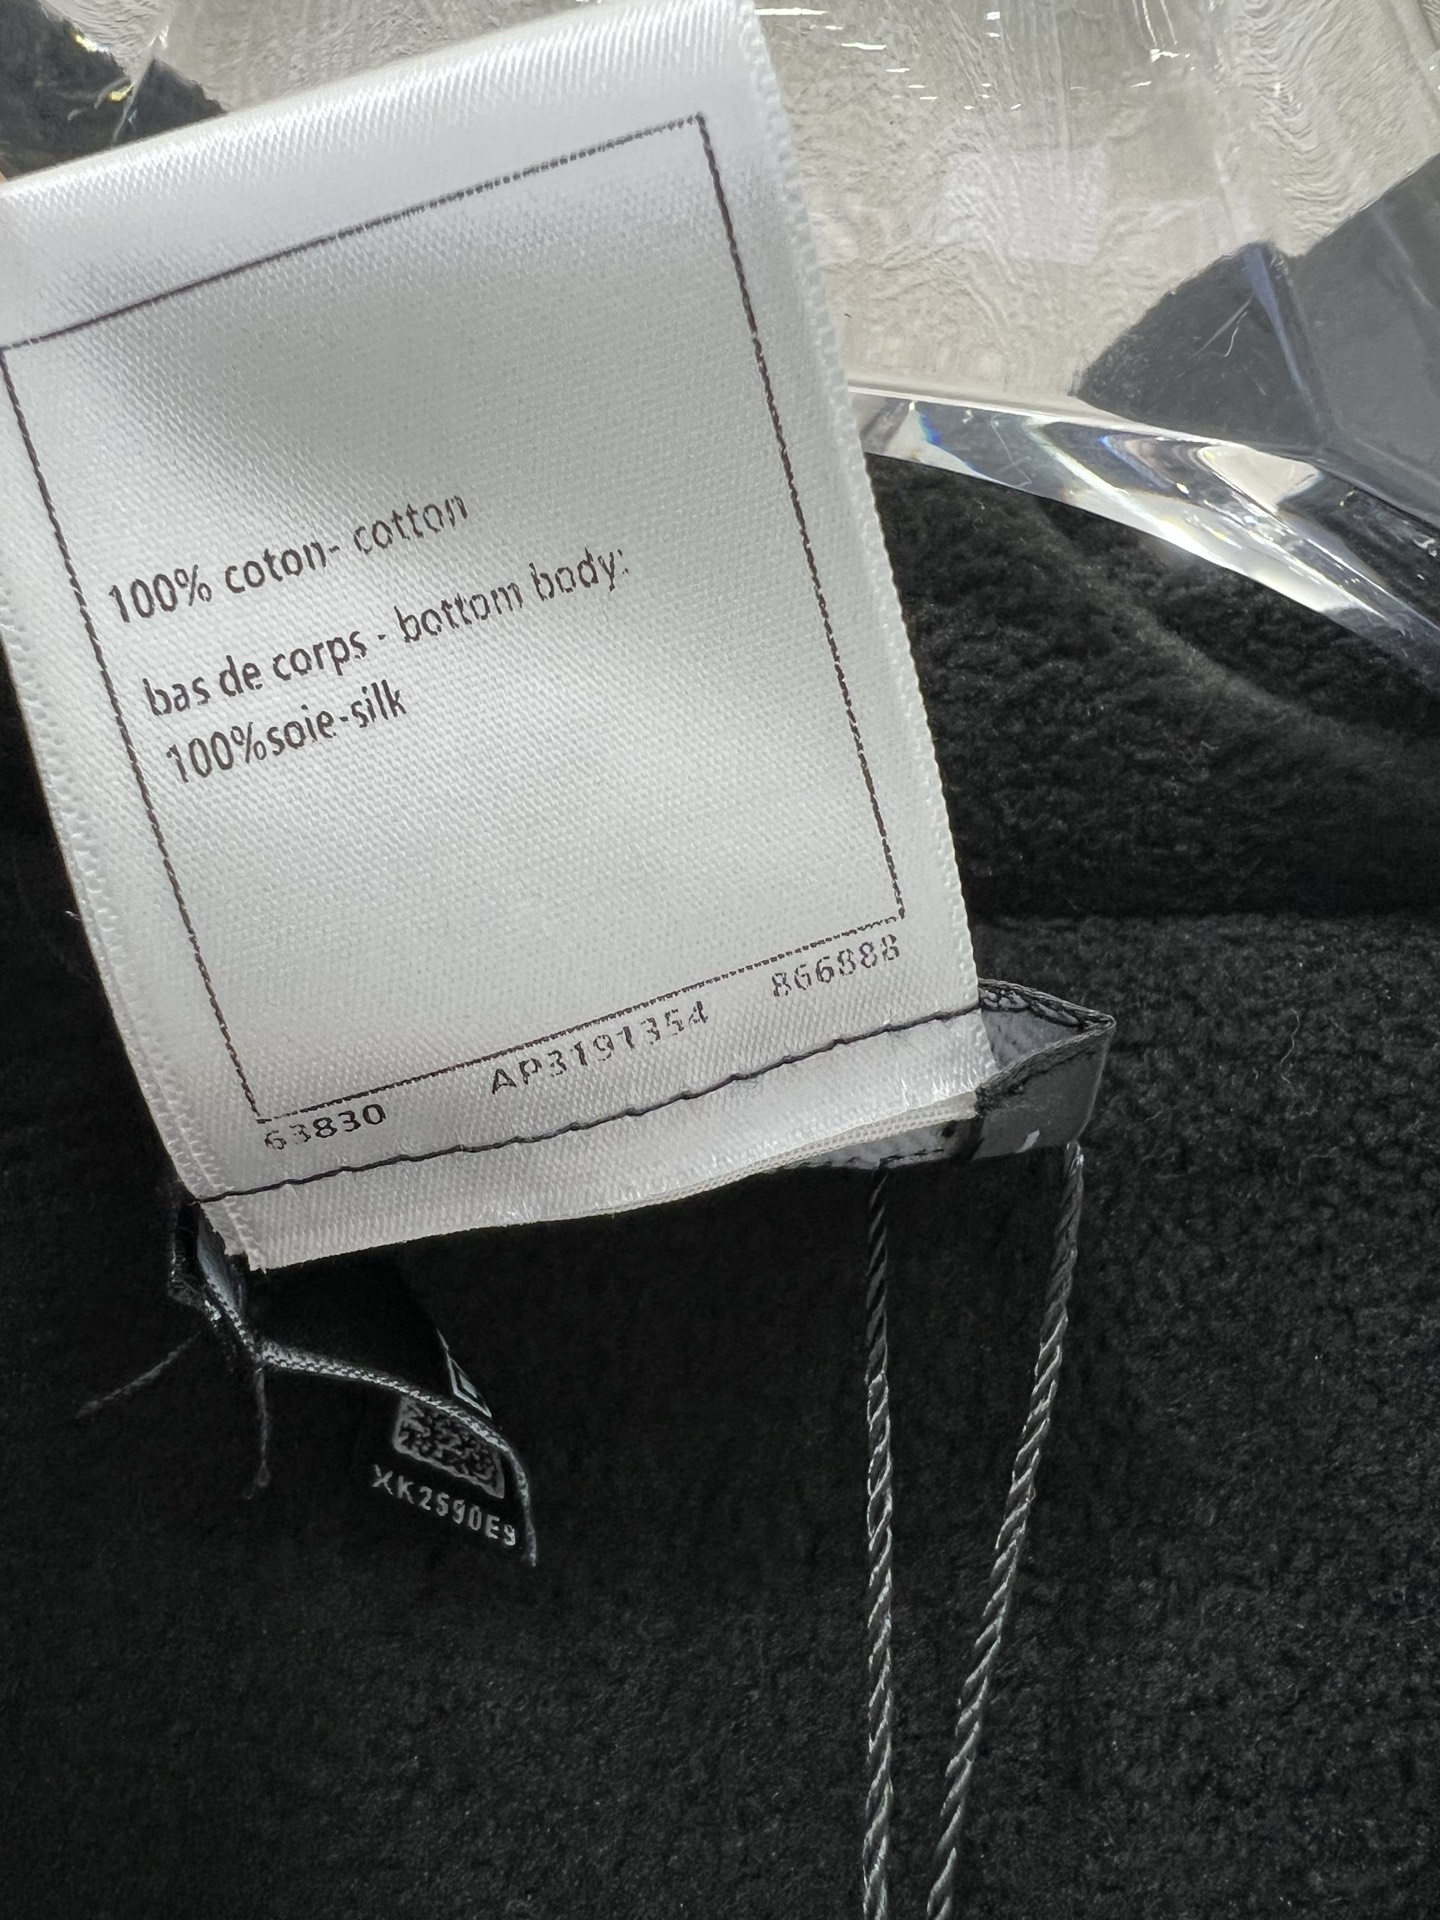 100% coton- cotton
bas de corps - bottom body:
100%soie-silk
63830 AP3191354 866888
XK2590E9